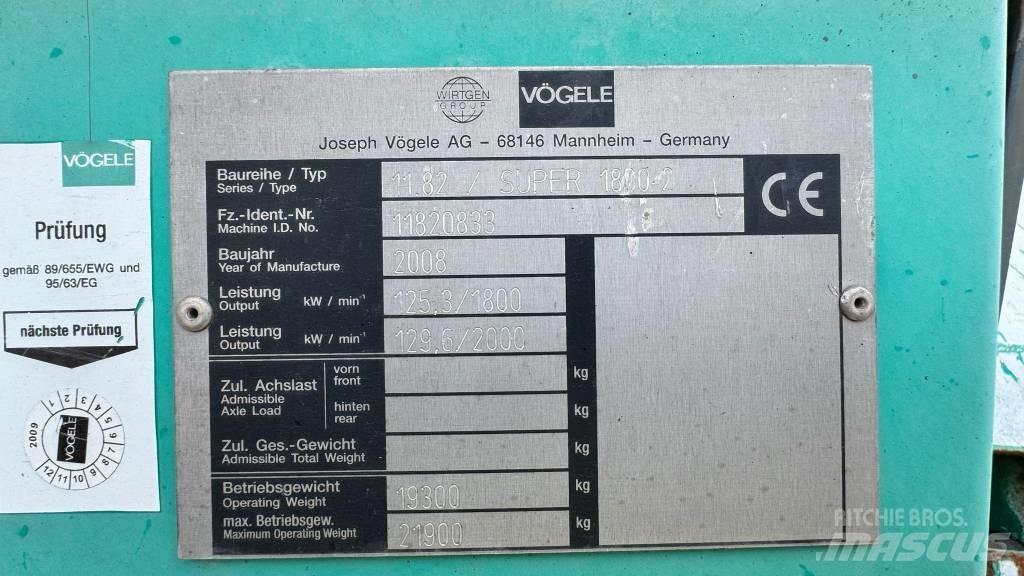 WIRTGEN
GROUP
VÖGELE
Joseph Vögele AG – 68146 Mannheim – Germany
Baureihe / Typ
Series / Type
11.82 / SUPER 1800-2
Fz.-Ident.-Nr.
Machine I.D. No.
11820833
CE
Baujahr
Year of Manufacture
2008
Leistung
Output
kW / min-1
125,3/1800
Leistung
Output
kW / min-1
129,6/2000
Zul. Achslast
Admissible
Axle Load
vorn
front
kg
hinten
rear
kg
Zul. Ges.-Gewicht
Admissible Total Weight
kg
Betriebsgewicht
Operating Weight
19300
kg
max. Betriebsgew.
Maximum Operating Weight
21900
kg
VÖGELE
Prüfung
gemäß 89/655/EWG und
95/63/EG
nächste Prüfung
2009
VÖGELE
1 2 3 4 5 6 7 8 9 10 11 12
RITCHIE BROS.
MASCUS